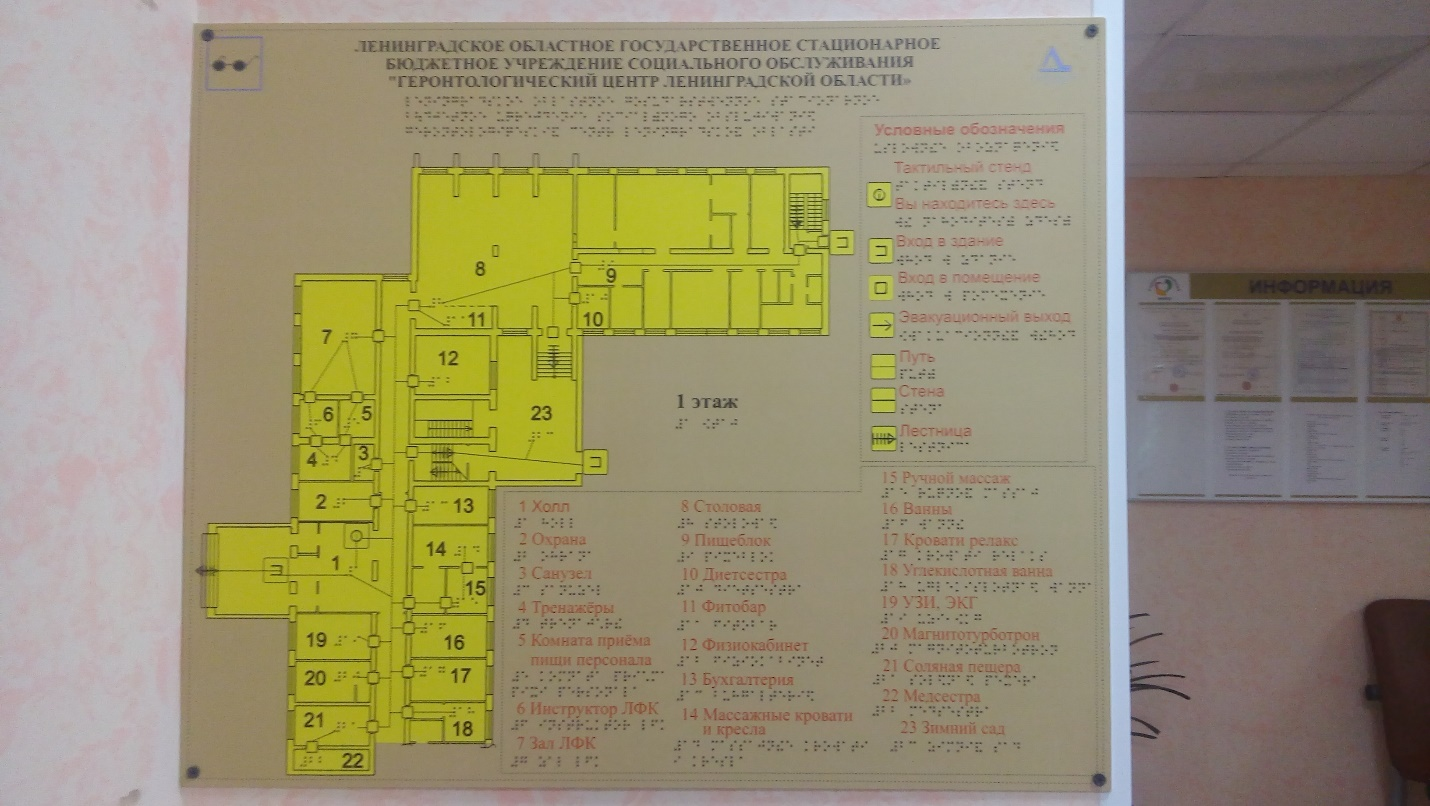 ЛЕНИНГРАДСКОЕ ОБЛАСТНОЕ ГОСУДАРСТВЕННОЕ СТАЦИОНАРНОЕ
БЮДЖЕТНОЕ УЧРЕЖДЕНИЕ СОЦИАЛЬНОГО ОБСЛУЖИВАНИЯ
"ГЕРОНТОЛОГИЧЕСКИЙ ЦЕНТР ЛЕНИНГРАДСКОЙ ОБЛАСТИ»
Условные обозначения
Тактильный стенд
Вы находитесь здесь
Вход в здание
Вход в помещение
Эвакуационный выход
Путь
Стена
Лестница
8
9
10
11
7
12
6
5
23
1 этаж
4
3
2
13
1
14
15
19
16
20
17
21
18
22
1 Холл
2 Охрана
3 Санузел
4 Тренажёры
5 Комната приёма
пищи персонала
6 Инструктор ЛФК
7 Зал ЛФК
8 Столовая
9 Пищеблок
10 Диетсестра
11 Фитобар
12 Физиокабинет
13 Бухгалтерия
14 Массажные кровати
и кресла
15 Ручной массаж
16 Ванны
17 Кровати релакс
18 Углекислотная ванна
19 УЗИ, ЭКГ
20 Магнитотурботрон
21 Соляная пещера
22 Медсестра
23 Зимний сад
ИНФОРМАЦИЯ